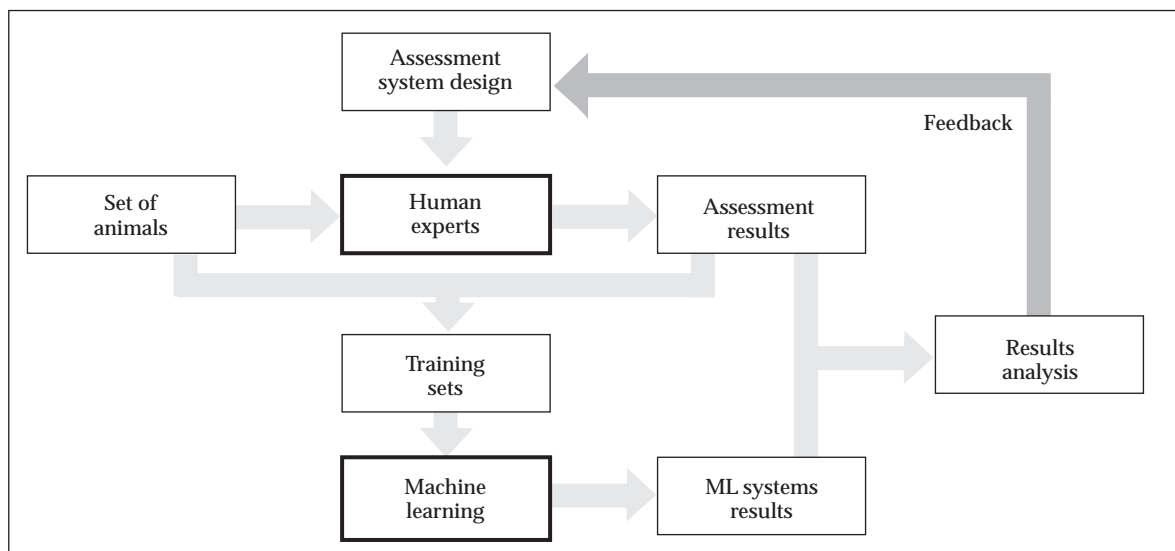 Assessment
system design
Feedback
Set of
animals
Human
experts
Assessment
results
Training
sets
Results
analysis
Machine
learning
ML systems
results